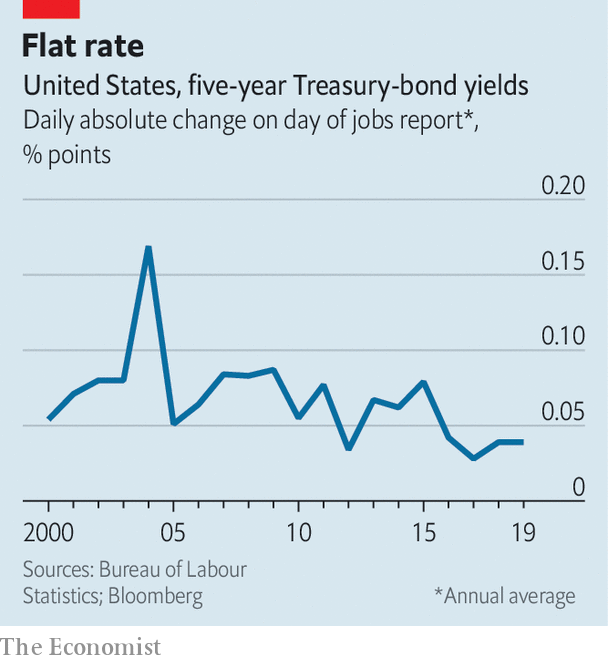 Flat rate
United States, five-year Treasury-bond yields
Daily absolute change on day of jobs report*,
% points
0.20
0.15
0.10
0.05
0
2000 05 10 15 19
Sources: Bureau of Labour
Statistics; Bloomberg
*Annual average
The Economist